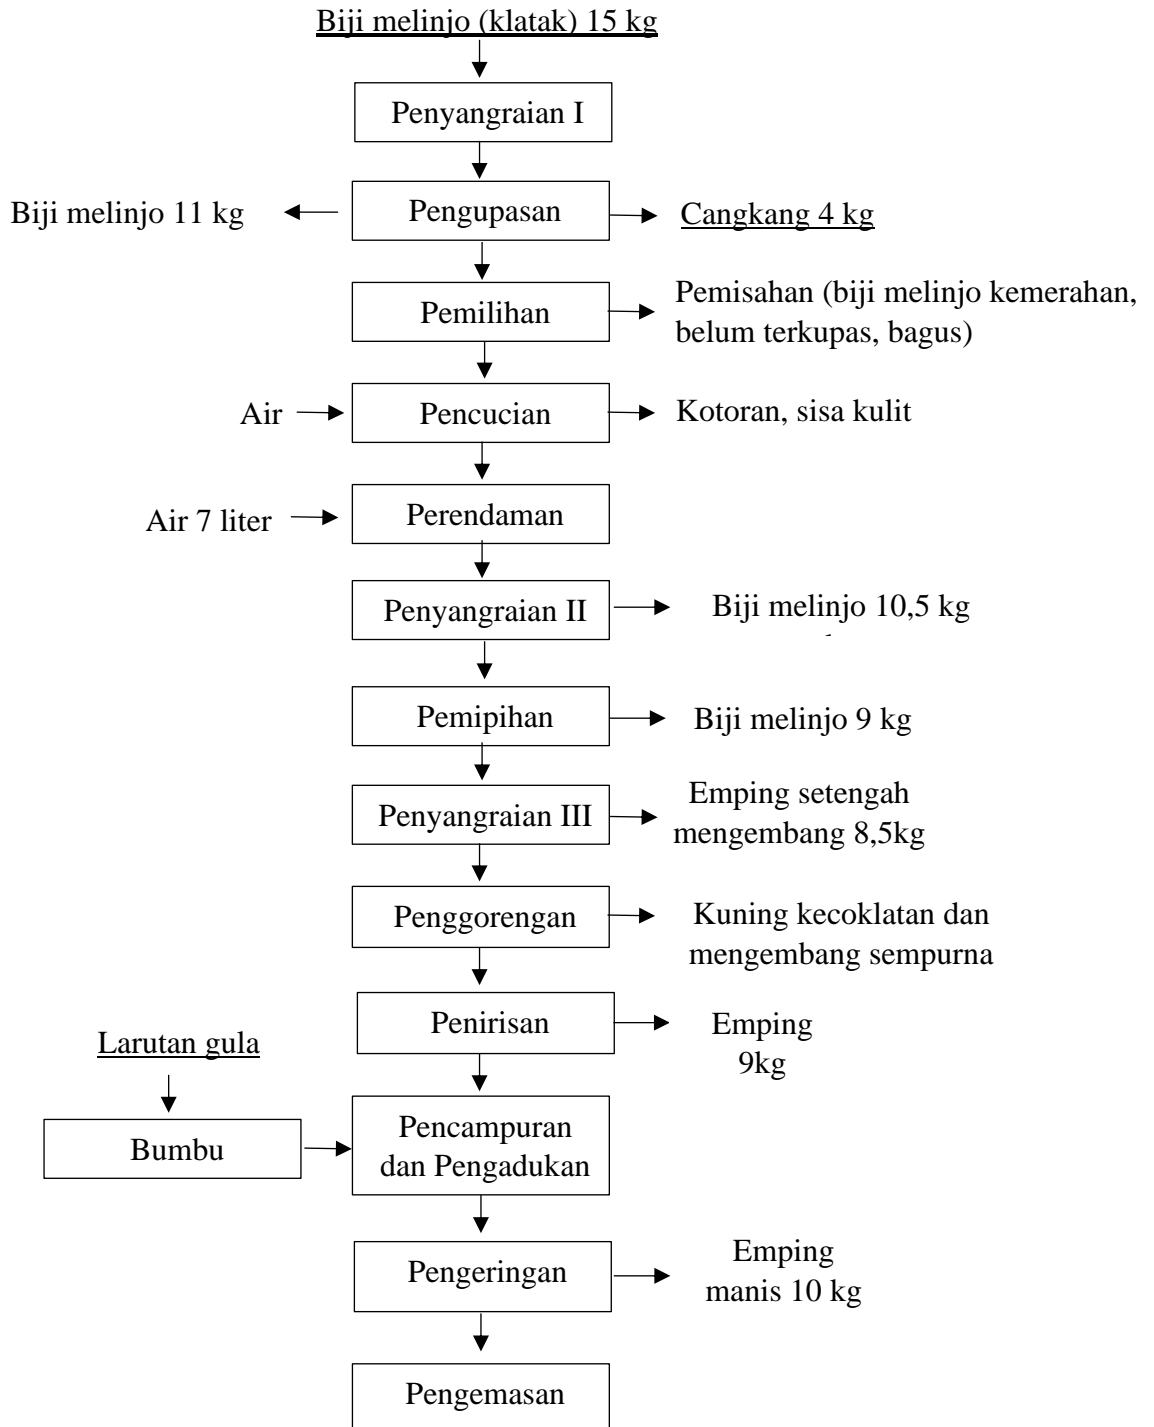 Biji melinjo (klatak) 15 kg
Penyangraian I
Biji melinjo 11 kg
Pengupasan
Cangkang 4 kg
Pemilihan
Pemisahan (biji melinjo kemerahan,
belum terkupas, bagus)
Air
Pencucian
Kotoran, sisa kulit
Air 7 liter
Perendaman
Penyangraian II
Biji melinjo 10,5 kg
Pemipihan
Biji melinjo 9 kg
Penyangraian III
Emping setengah
mengembang 8,5kg
Penggorengan
Kuning kecoklatan dan
mengembang sempurna
Penirisan
Emping
9kg
Larutan gula
Bumbu
Pencampuran
dan Pengadukan
Pengeringan
Emping
manis 10 kg
Pengemasan